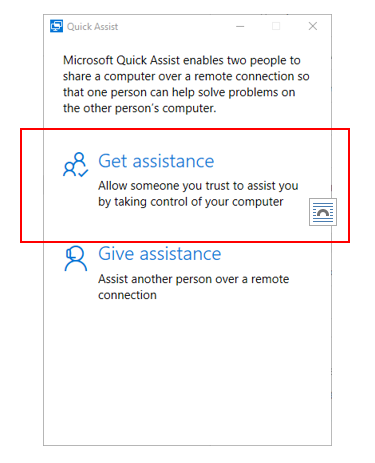 Quick Assist
Microsoft Quick Assist enables two people to
share a computer over a remote connection so
that one person can help solve problems on
the other person's computer.
Get assistance
Allow someone you trust to assist you
by taking control of your computer
Give assistance
Assist another person over a remote
connection